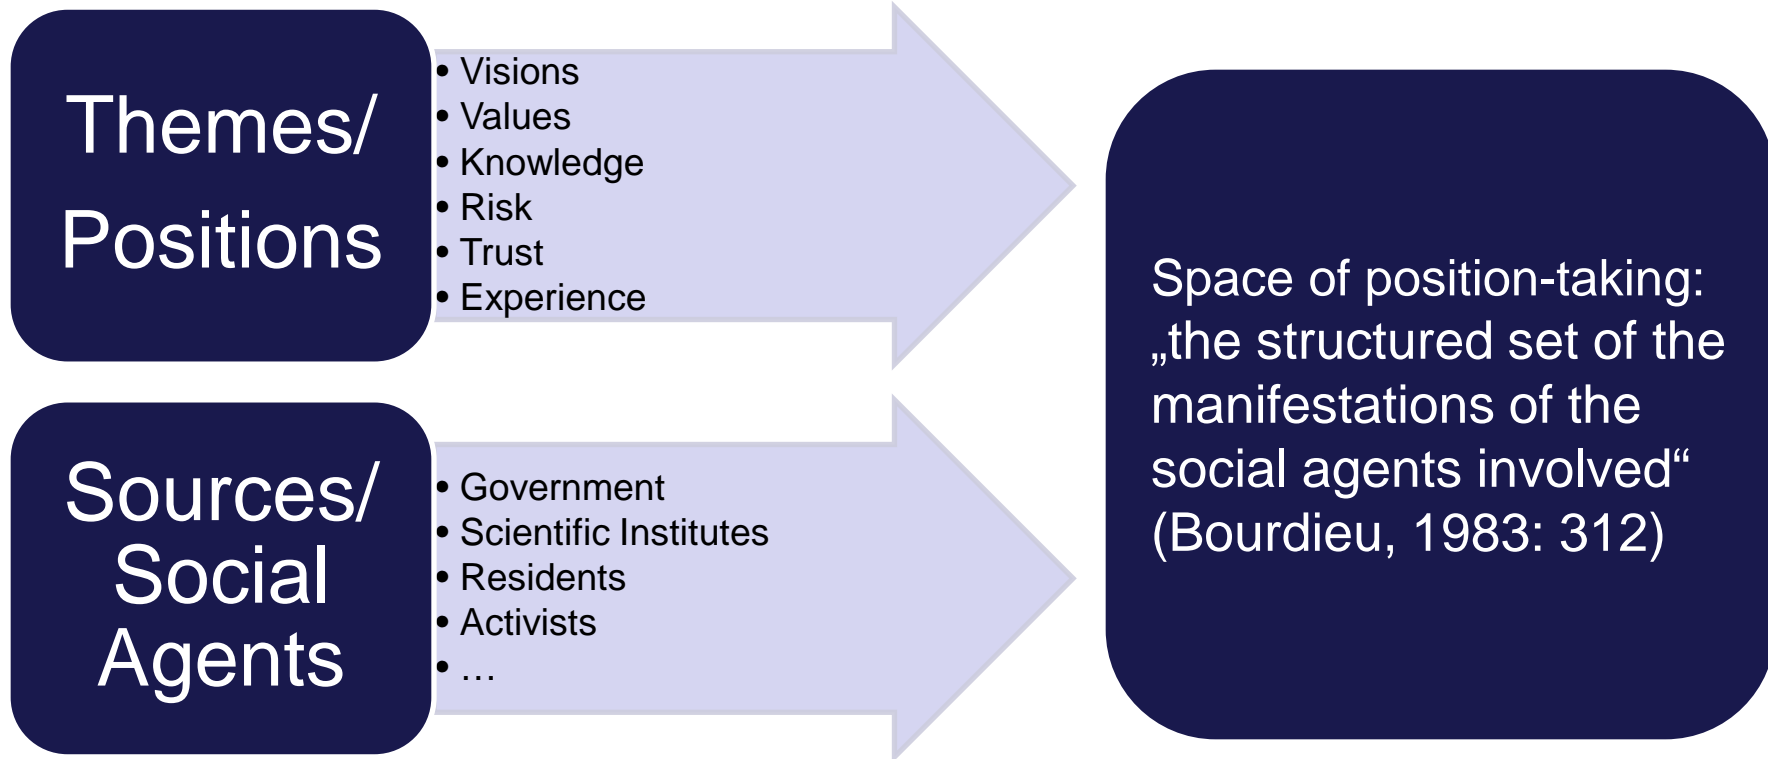 Themes/
Positions
• Visions
• Values
• Knowledge
• Risk
• Trust
• Experience
Sources/
Social
Agents
• Government
• Scientific Institutes
• Residents
• Activists
• …
Space of position-taking:
„the structured set of the
manifestations of the
social agents involved“
(Bourdieu, 1983: 312)